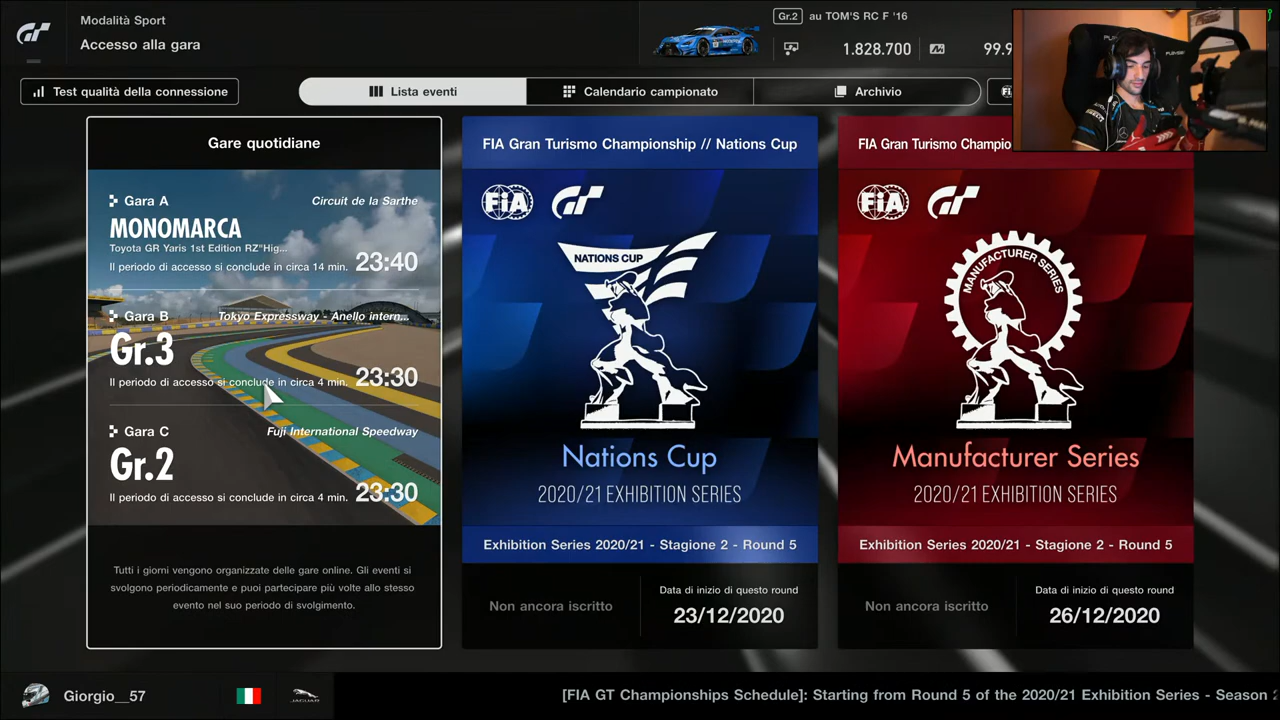 Modalità Sport
Accesso alla gara
Gr.2 au TOM'S RC F '16
1.828.700
99.9
Test qualità della connessione
Lista eventi
Calendario campionato
Archivio
Gare quotidiane
Gara A
Circuit de la Sarthe
MONOMARCA
Toyota GR Yaris 1st Edition RZ"Hig...
Il periodo di accesso si conclude in circa 14 min. 23:40
Gara B
Tokyo Expressway - Anello intern...
Gr.3
Il periodo di accesso si conclude in circa 4 min. 23:30
Gara C
Fuji International Speedway
Gr.2
Il periodo di accesso si conclude in circa 4 min. 23:30
Tutti i giorni vengono organizzate delle gare online. Gli eventi si
svolgono periodicamente e puoi partecipare più volte allo stesso
evento nel suo periodo di svolgimento.
FIA Gran Turismo Championship // Nations Cup
FiA GT
NATIONS CUP
Nations Cup
2020/21 EXHIBITION SERIES
Exhibition Series 2020/21 - Stagione 2 - Round 5
Non ancora iscritto
Data di inizio di questo round
23/12/2020
FIA Gran Turismo Champio
FiA GT
MANUFACTURER SERIES
Manufacturer Series
2020/21 EXHIBITION SERIES
Exhibition Series 2020/21 - Stagione 2 - Round 5
Non ancora iscritto
Data di inizio di questo round
26/12/2020
Giorgio__57
JAGUAR
[FIA GT Championships Schedule]: Starting from Round 5 of the 2020/21 Exhibition Series - Season